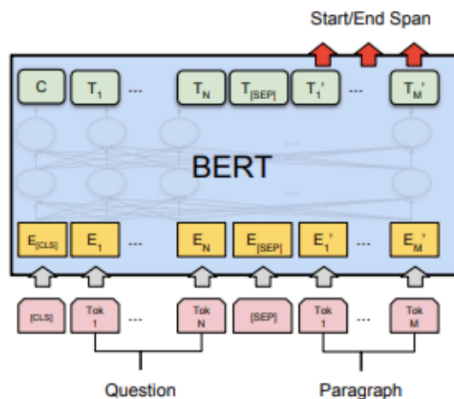 Start/End Span
C T1 ... TN T[SEP] T1' ... TM'
BERT
E[CLS] E1 ... EN E[SEP] E1' ... EM'
[CLS] Tok 1 ... Tok N [SEP] Tok 1 ... Tok M
Question Paragraph